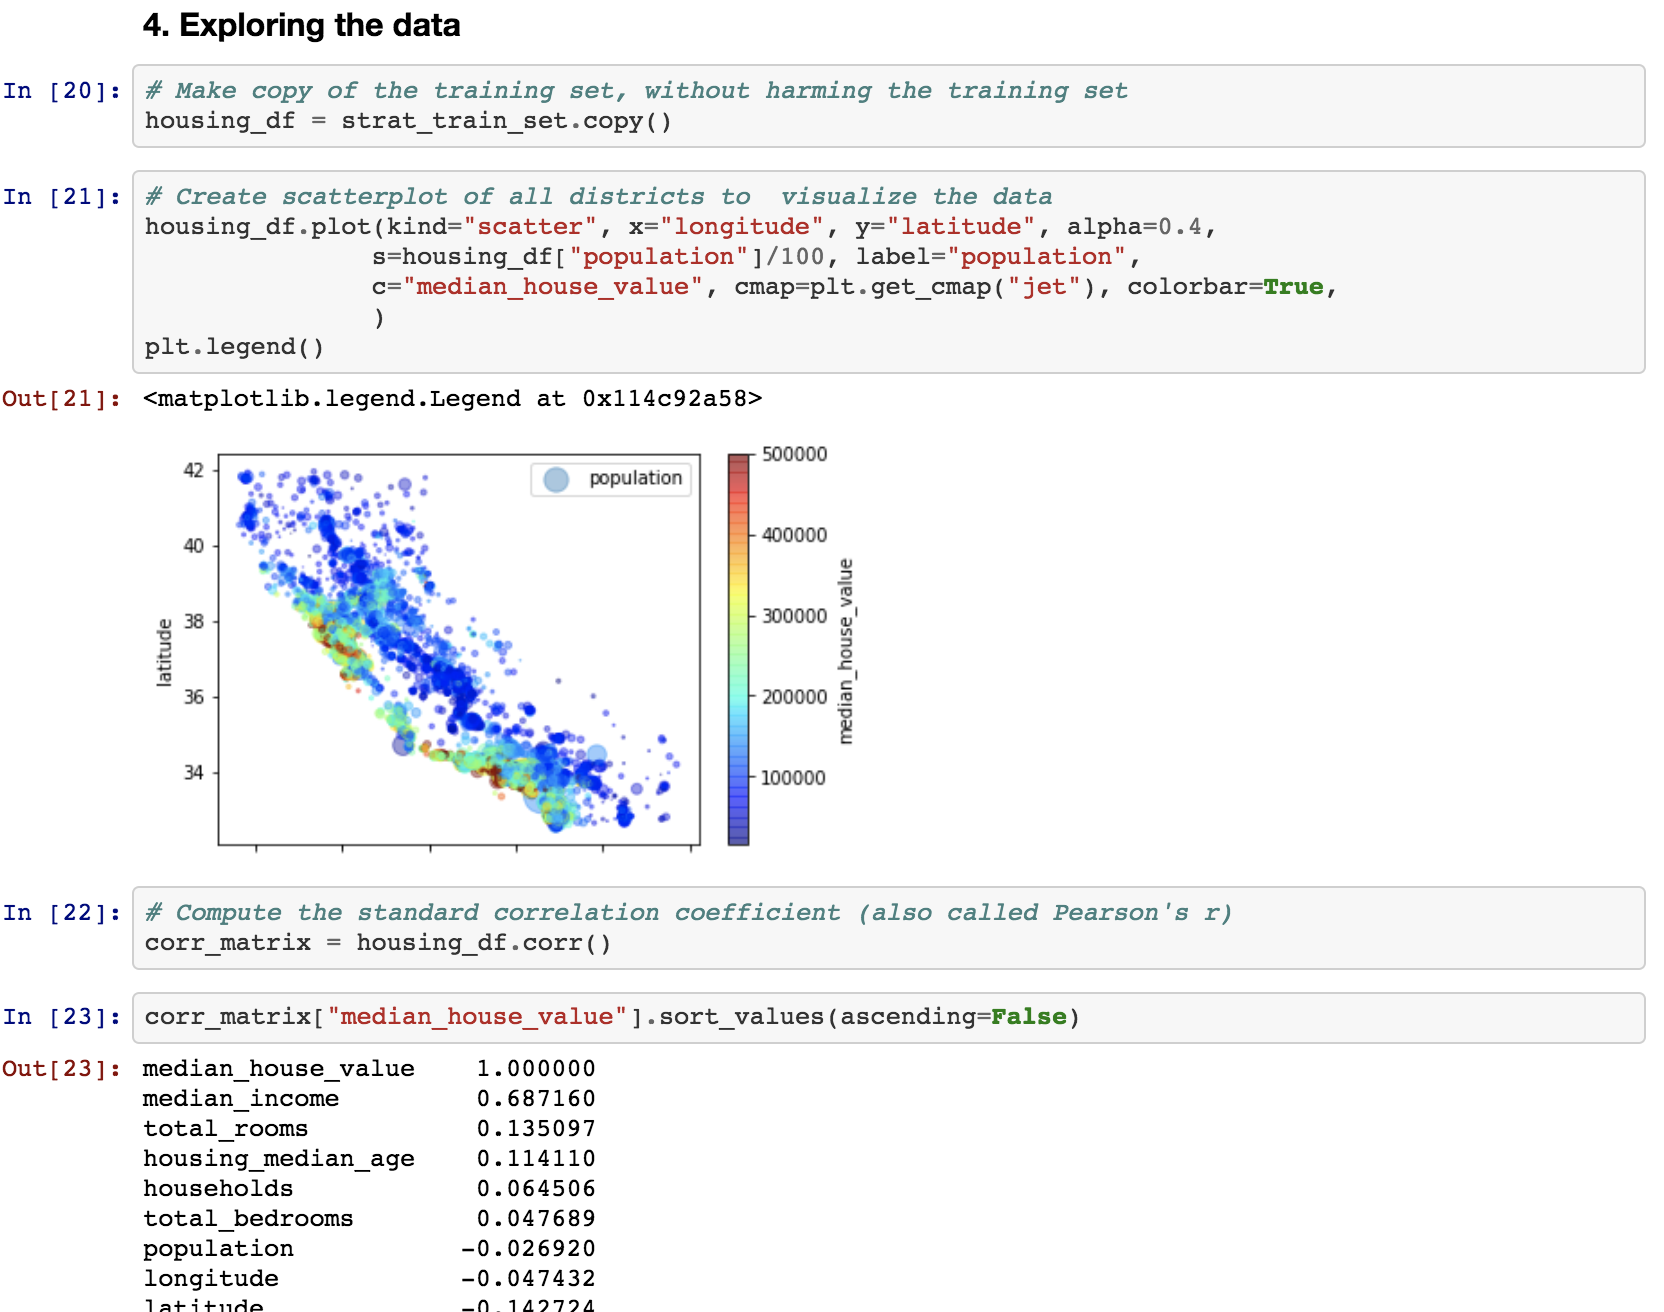 4. Exploring the data
In [20]: # Make copy of the training set, without harming the training set
housing_df = strat_train_set.copy()
In [21]: # Create scatterplot of all districts to  visualize the data
housing_df.plot(kind="scatter", x="longitude", y="latitude", alpha=0.4,
s=housing_df["population"]/100, label="population",
c="median_house_value", cmap=plt.get_cmap("jet"), colorbar=True,
)
plt.legend()
Out[21]: <matplotlib.legend.Legend at 0x114c92a58>
population
42
40
38
36
34
latitude
500000
400000
300000
200000
100000
median_house_value
In [22]: # Compute the standard correlation coefficient (also called Pearson's r)
corr_matrix = housing_df.corr()
In [23]: corr_matrix["median_house_value"].sort_values(ascending=False)
Out[23]: median_house_value 1.000000
median_income 0.687160
total_rooms 0.135097
housing_median_age 0.114110
households 0.064506
total_bedrooms 0.047689
population -0.026920
longitude -0.047432
latitude -0.142724